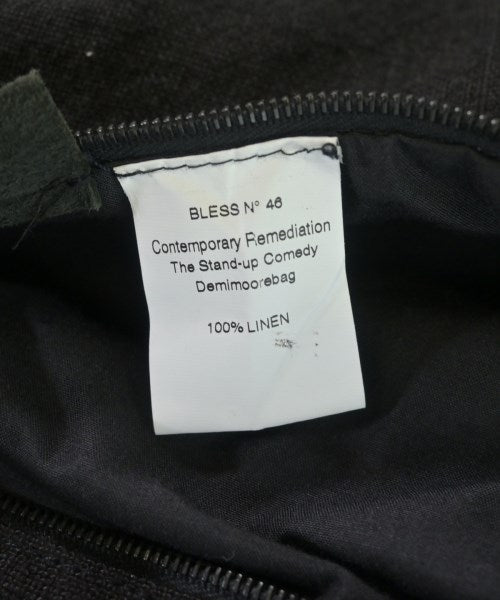 BLESS N° 46
Contemporary Remediation
The Stand-up Comedy
Demimoorebag
100% LINEN